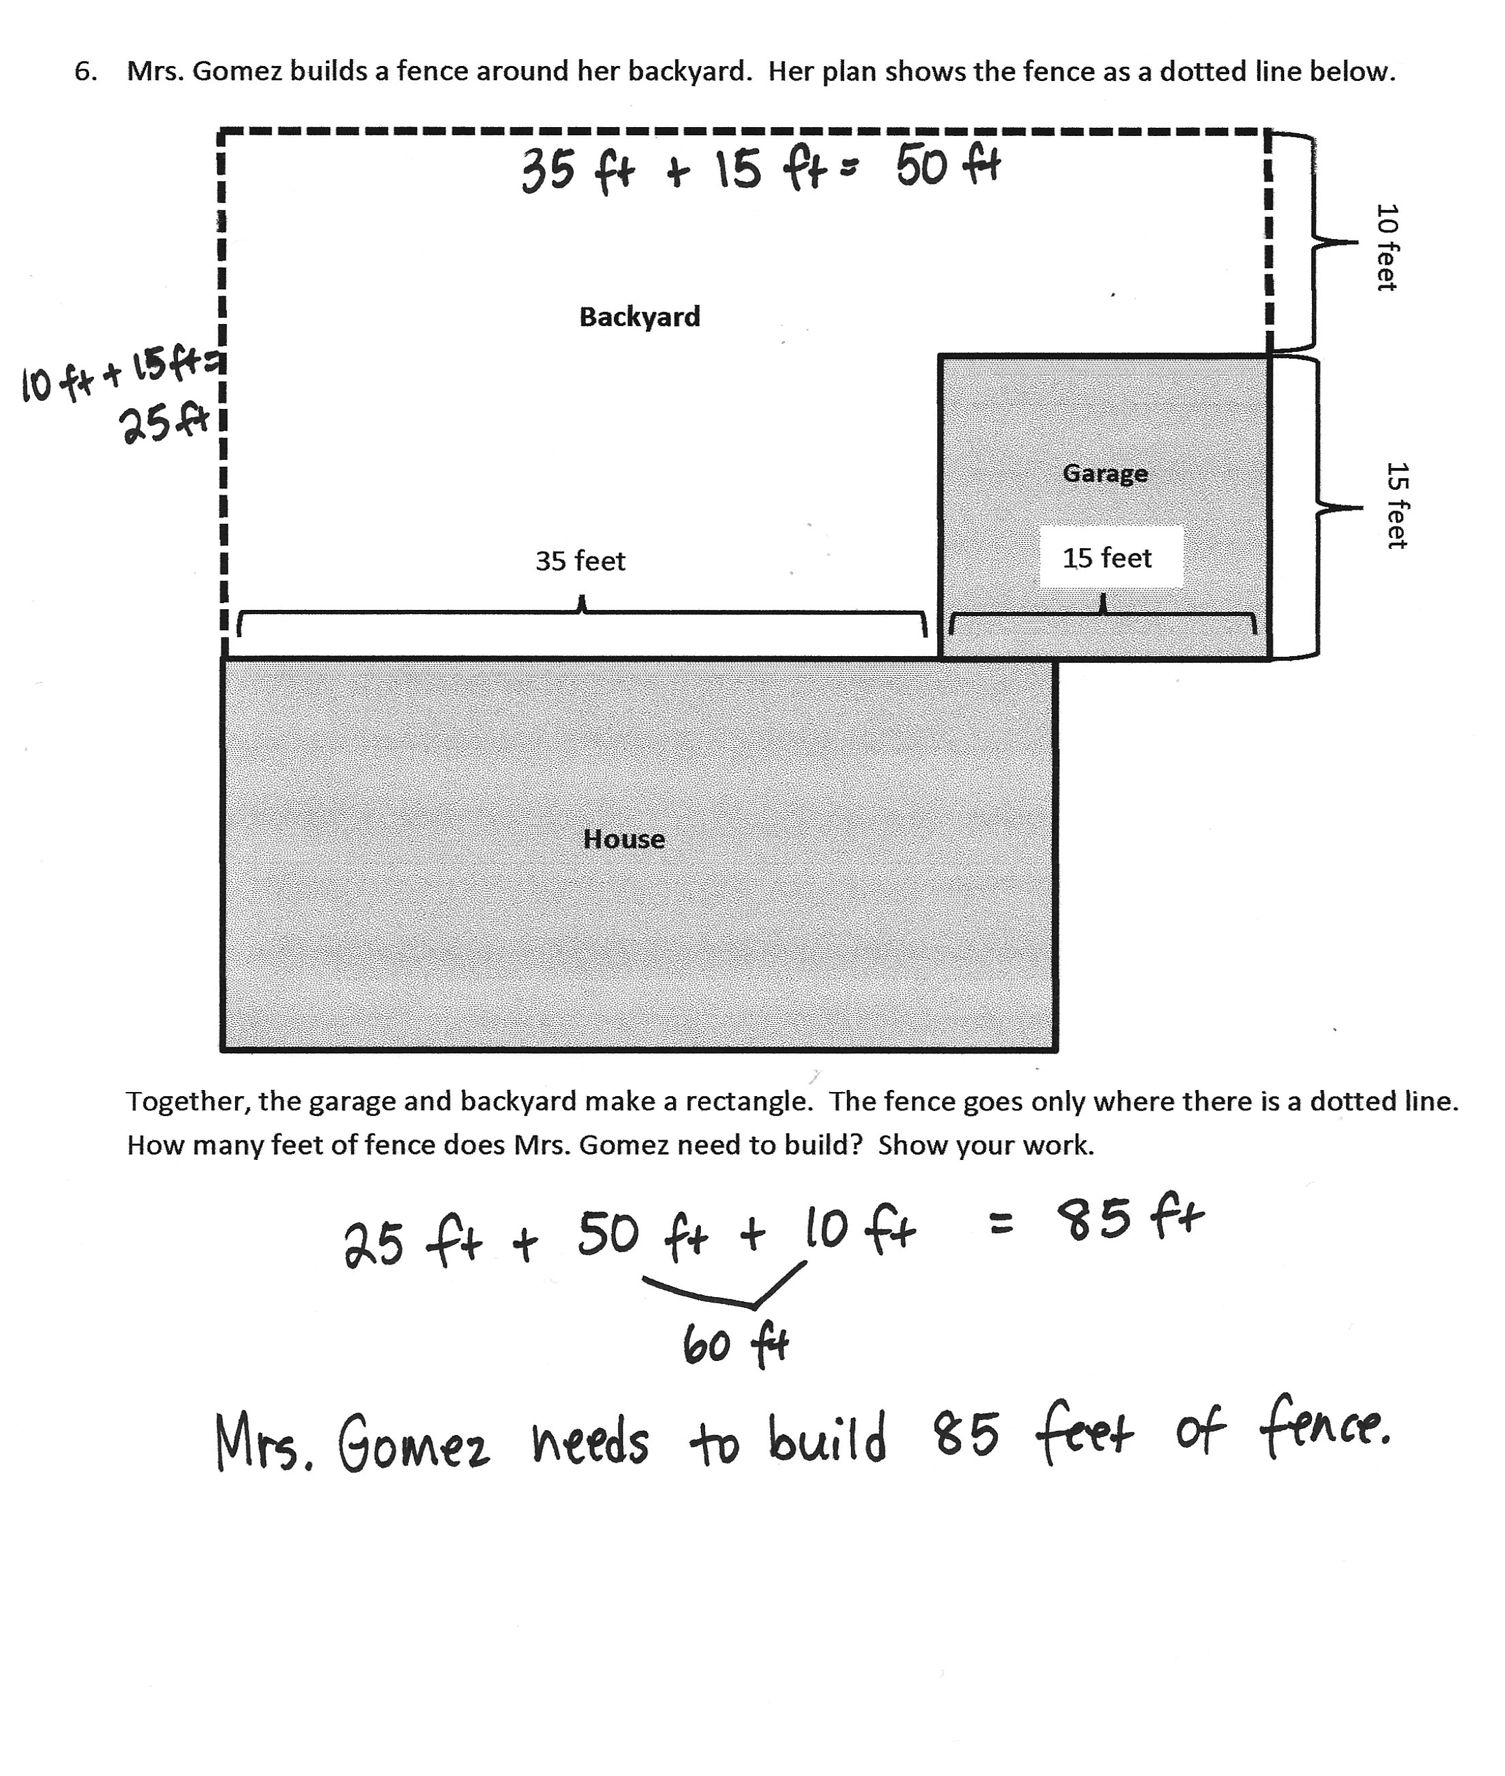 6. Mrs. Gomez builds a fence around her backyard. Her plan shows the fence as a dotted line below.
35 ft + 15 ft = 50 ft
10 feet
Backyard
10 ft + 15 ft =
25 ft
Garage
15 feet
35 feet
15 feet
House
Together, the garage and backyard make a rectangle. The fence goes only where there is a dotted line.
How many feet of fence does Mrs. Gomez need to build? Show your work.
25 ft + 50 ft + 10 ft = 85 ft
60 ft
Mrs. Gomez needs to build 85 feet of fence.